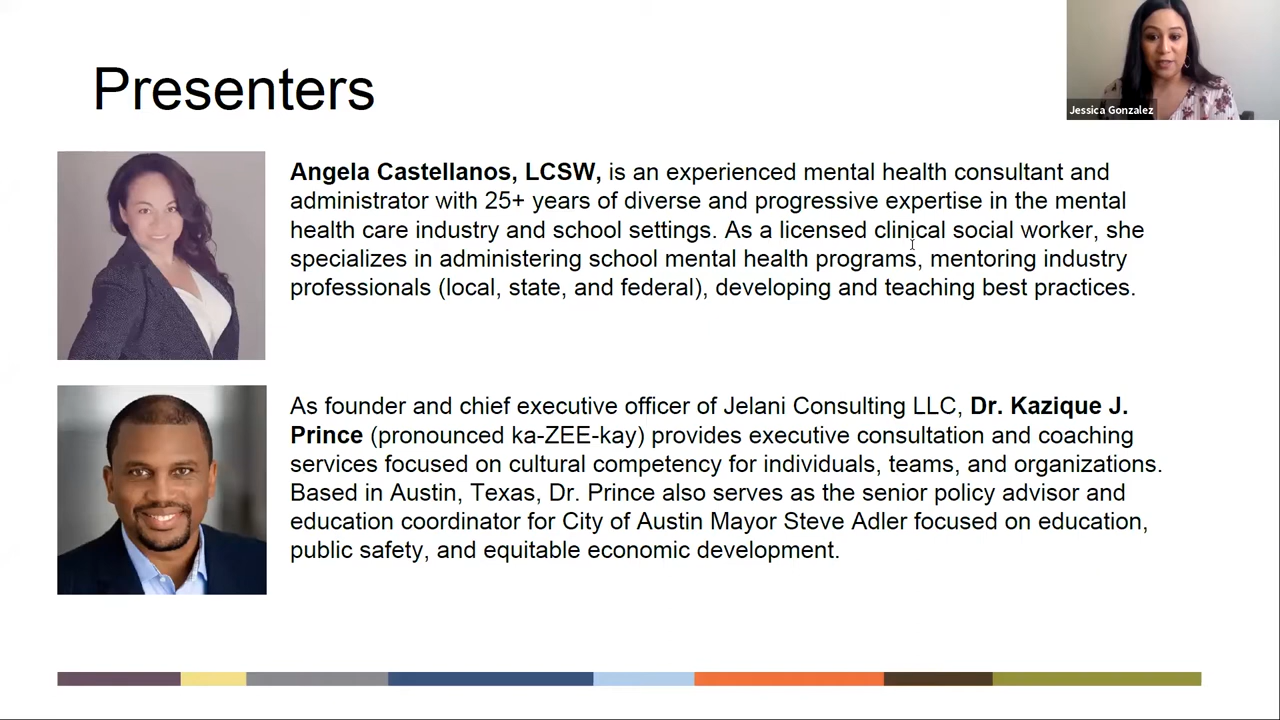 Presenters
Jessica Gonzalez
Angela Castellanos, LCSW, is an experienced mental health consultant and
administrator with 25+ years of diverse and progressive expertise in the mental
health care industry and school settings. As a licensed clinical social worker, she
specializes in administering school mental health programs, mentoring industry
professionals (local, state, and federal), developing and teaching best practices.
As founder and chief executive officer of Jelani Consulting LLC, Dr. Kazique J.
Prince (pronounced ka-ZEE-kay) provides executive consultation and coaching
services focused on cultural competency for individuals, teams, and organizations.
Based in Austin, Texas, Dr. Prince also serves as the senior policy advisor and
education coordinator for City of Austin Mayor Steve Adler focused on education,
public safety, and equitable economic development.